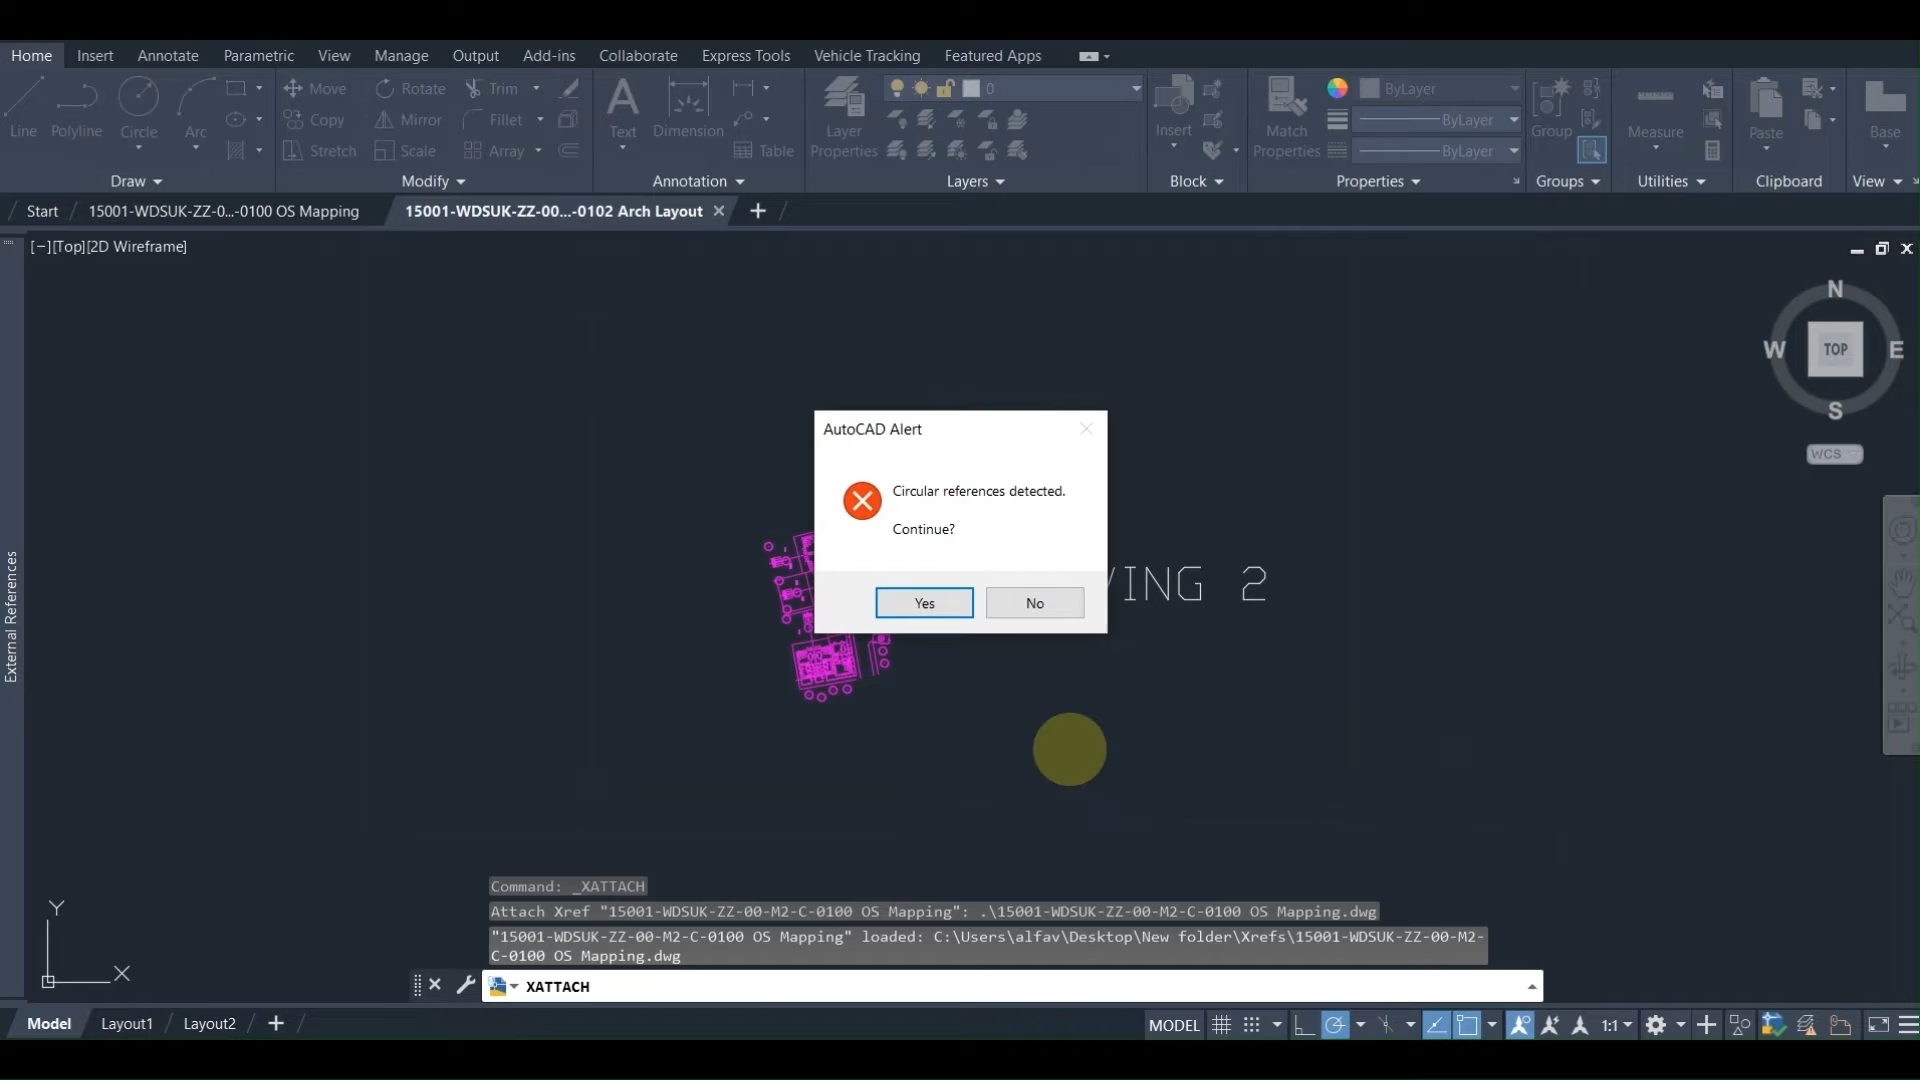 Home Insert Annotate Parametric View Manage Output Add-ins Collaborate Express Tools Vehicle Tracking Featured Apps
Line Polyline Circle Arc
Move Rotate Trim
Copy Mirror Fillet
Stretch Scale Array
Text Dimension Table
Layer Properties
0
Insert
Match Properties
ByLayer
ByLayer
ByLayer
Group
Measure
Paste
Base
Draw Modify Annotation Layers Block Properties Groups Utilities Clipboard View
Start 15001-WDSUK-ZZ-0...-0100 OS Mapping 15001-WDSUK-ZZ-00...-0102 Arch Layout
[−][Top][2D Wireframe]
N
W TOP E
S
WCS
External References
AutoCAD Alert
Circular references detected.
Continue?
Yes No
ING 2
Y
X
Command: _XATTACH
Attach Xref "15001-WDSUK-ZZ-00-M2-C-0100 OS Mapping": .\15001-WDSUK-ZZ-00-M2-C-0100 OS Mapping.dwg
"15001-WDSUK-ZZ-00-M2-C-0100 OS Mapping" loaded: C:\Users\alfav\Desktop\New folder\Xrefs\15001-WDSUK-ZZ-00-M2-
C-0100 OS Mapping.dwg
XATTACH
Model Layout1 Layout2
MODEL 1:1